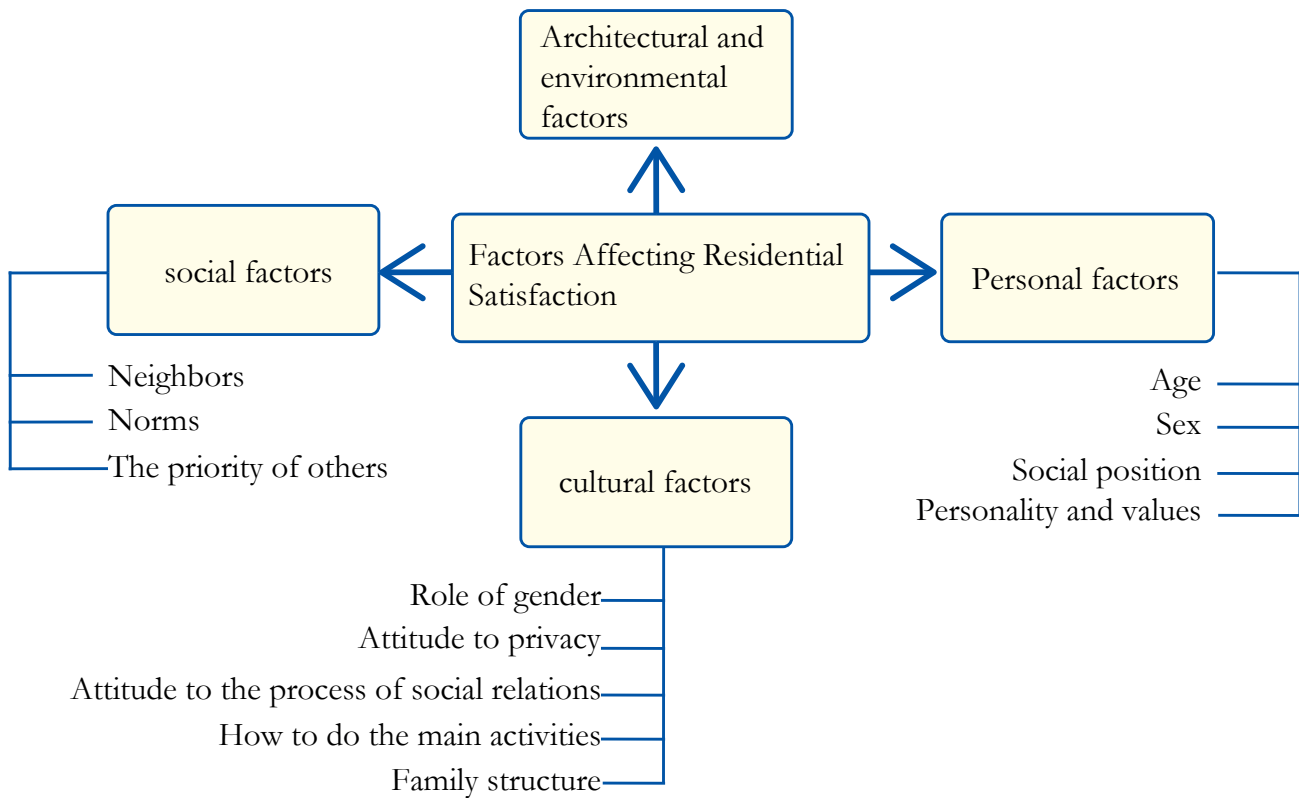 Architectural and
environmental
factors
social factors
Factors Affecting Residential
Satisfaction
Personal factors
Neighbors
Norms
The priority of others
Age
Sex
Social position
Personality and values
cultural factors
Role of gender
Attitude to privacy
Attitude to the process of social relations
How to do the main activities
Family structure